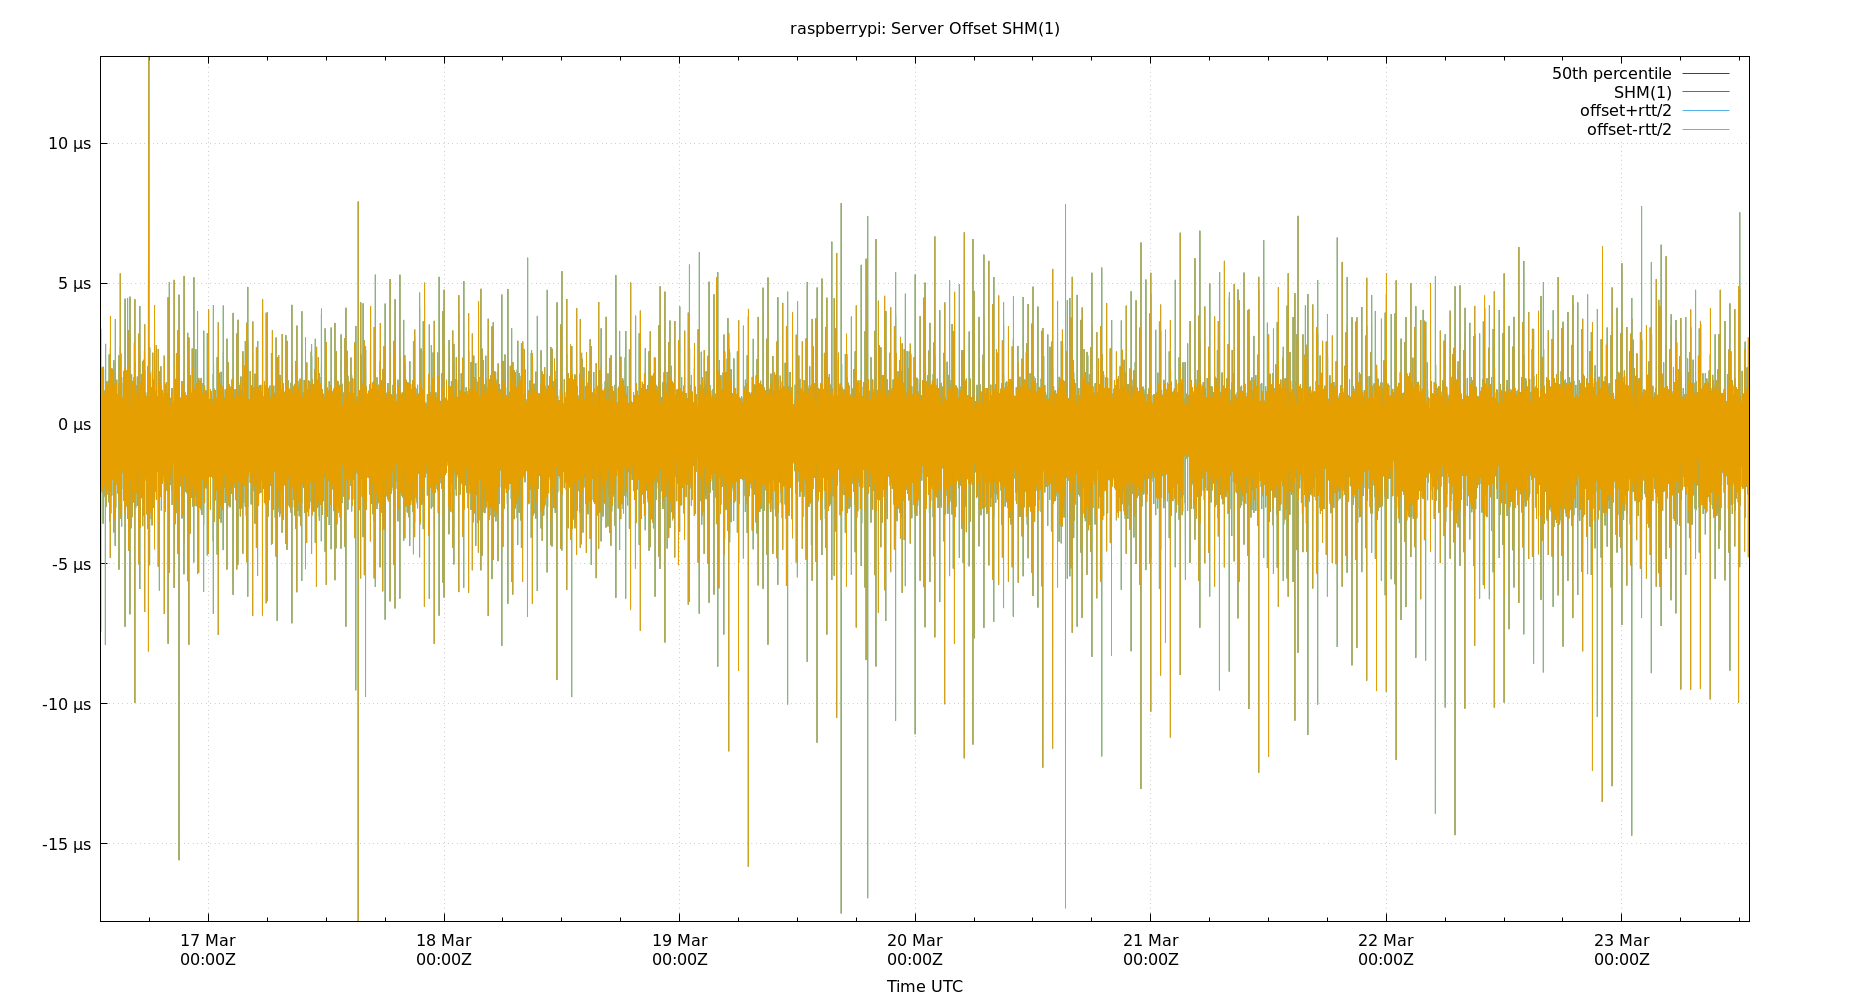 raspberrypi: Server Offset SHM(1)
50th percentile
SHM(1)
offset+rtt/2
offset-rtt/2
10 µs
5 µs
0 µs
-5 µs
-10 µs
-15 µs
17 Mar 18 Mar 19 Mar 20 Mar 21 Mar 22 Mar 23 Mar
00:00Z 00:00Z 00:00Z 00:00Z 00:00Z 00:00Z 00:00Z
Time UTC